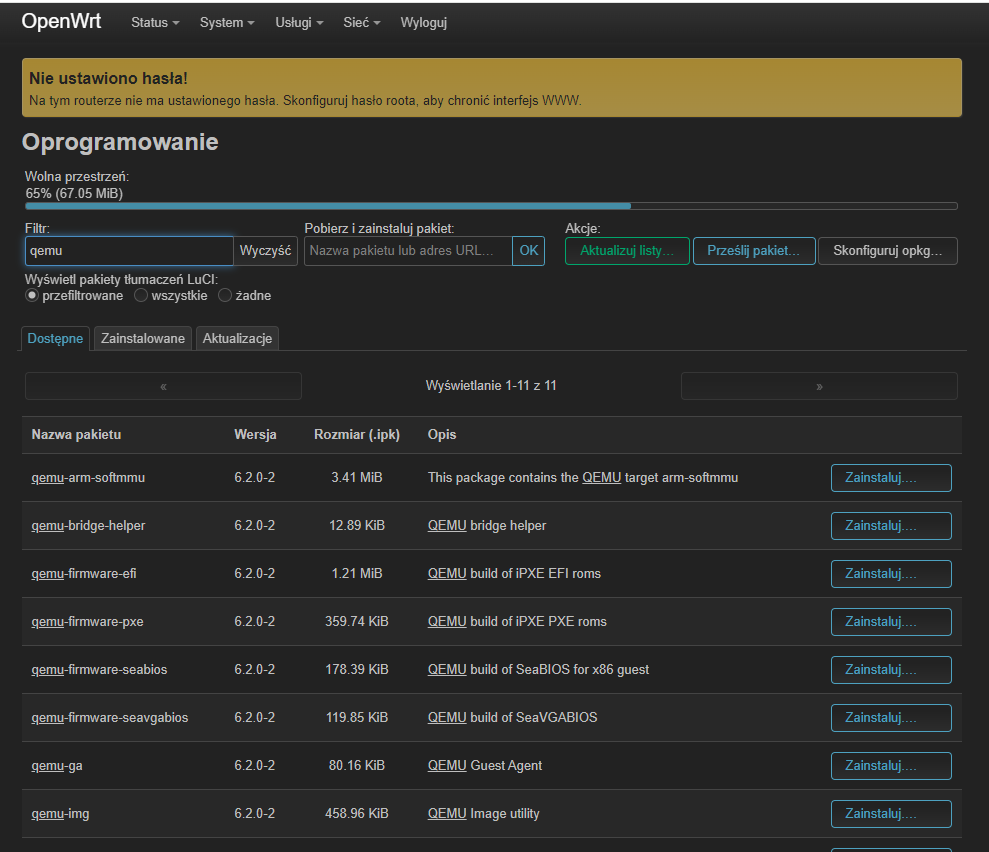 OpenWrt Status System Usługi Sieć Wyloguj
Nie ustawiono hasła!
Na tym routerze nie ma ustawionego hasła. Skonfiguruj hasło roota, aby chronić interfejs WWW.
Oprogramowanie
Wolna przestrzeń:
65% (67.05 MiB)
Filtr: Pobierz i zainstaluj pakiet: Akcje:
qemu Wyczyść Nazwa pakietu lub adres URL... OK Aktualizuj listy... Prześlij pakiet... Skonfiguruj opkg...
Wyświetl pakiety tłumaczeń LuCI:
przefiltrowane wszystkie żadne
Dostępne Zainstalowane Aktualizacje
« Wyświetlanie 1-11 z 11 »
Nazwa pakietu Wersja Rozmiar (.ipk) Opis
qemu-arm-softmmu 6.2.0-2 3.41 MiB This package contains the QEMU target arm-softmmu Zainstaluj....
qemu-bridge-helper 6.2.0-2 12.89 KiB QEMU bridge helper Zainstaluj....
qemu-firmware-efi 6.2.0-2 1.21 MiB QEMU build of iPXE EFI roms Zainstaluj....
qemu-firmware-pxe 6.2.0-2 359.74 KiB QEMU build of iPXE PXE roms Zainstaluj....
qemu-firmware-seabios 6.2.0-2 178.39 KiB QEMU build of SeaBIOS for x86 guest Zainstaluj....
qemu-firmware-seavgabios 6.2.0-2 119.85 KiB QEMU build of SeaVGABIOS Zainstaluj....
qemu-ga 6.2.0-2 80.16 KiB QEMU Guest Agent Zainstaluj....
qemu-img 6.2.0-2 458.96 KiB QEMU Image utility Zainstaluj....